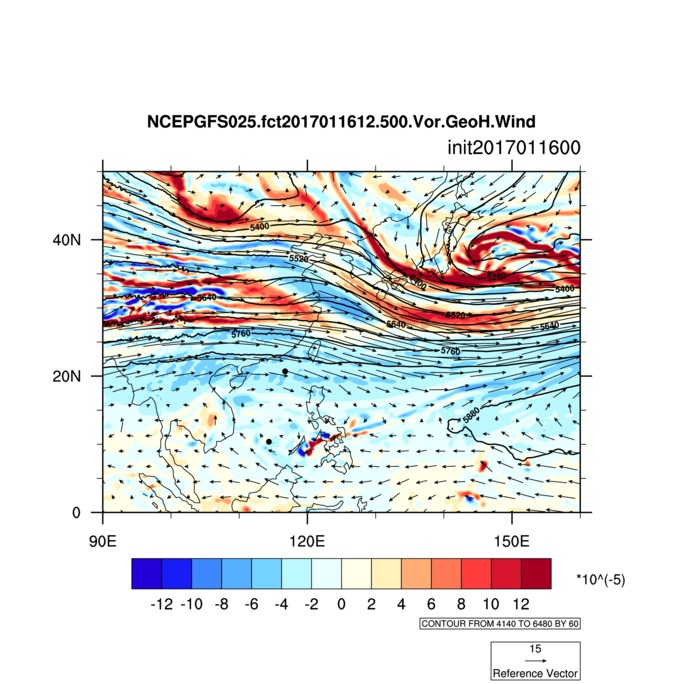 NCEPGFS025.fct2017011612.500.Vor.GeoH.Wind
init2017011600
5400
40N
5520
5400
5640
5520
5640
5640
5760
5760
20N
5880
0
90E 120E 150E
-12 -10 -8 -6 -4 -2 0 2 4 6 8 10 12
*10^(-5)
CONTOUR FROM 4140 TO 6480 BY 60
15
Reference Vector